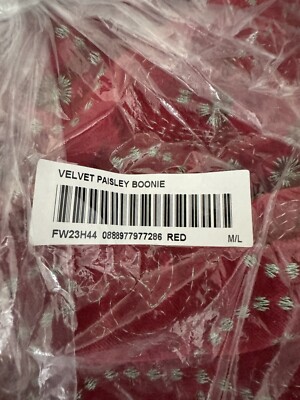 VELVET PAISLEY BOONIE
FW23H44 0888977977286 RED M/L